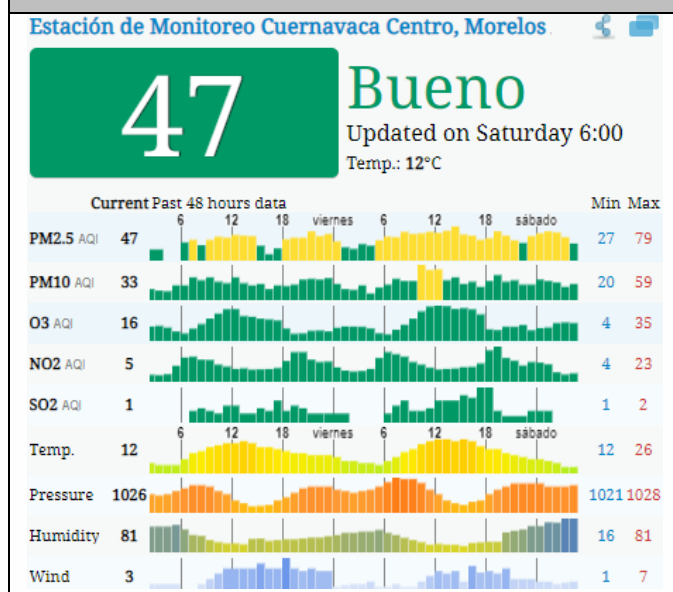 Estación de Monitoreo Cuernavaca Centro, Morelos
47
Bueno
Updated on Saturday 6:00
Temp.: 12°C
Current Past 48 hours data Min Max
6 12 18 viernes 6 12 18 sábado
PM2.5 AQI 47 27 79
PM10 AQI 33 20 59
O3 AQI 16 4 35
NO2 AQI 5 4 23
SO2 AQI 1 1 2
6 12 18 viernes 6 12 18 sábado
Temp. 12 12 26
Pressure 1026 1021 1028
Humidity 81 16 81
Wind 3 1 7